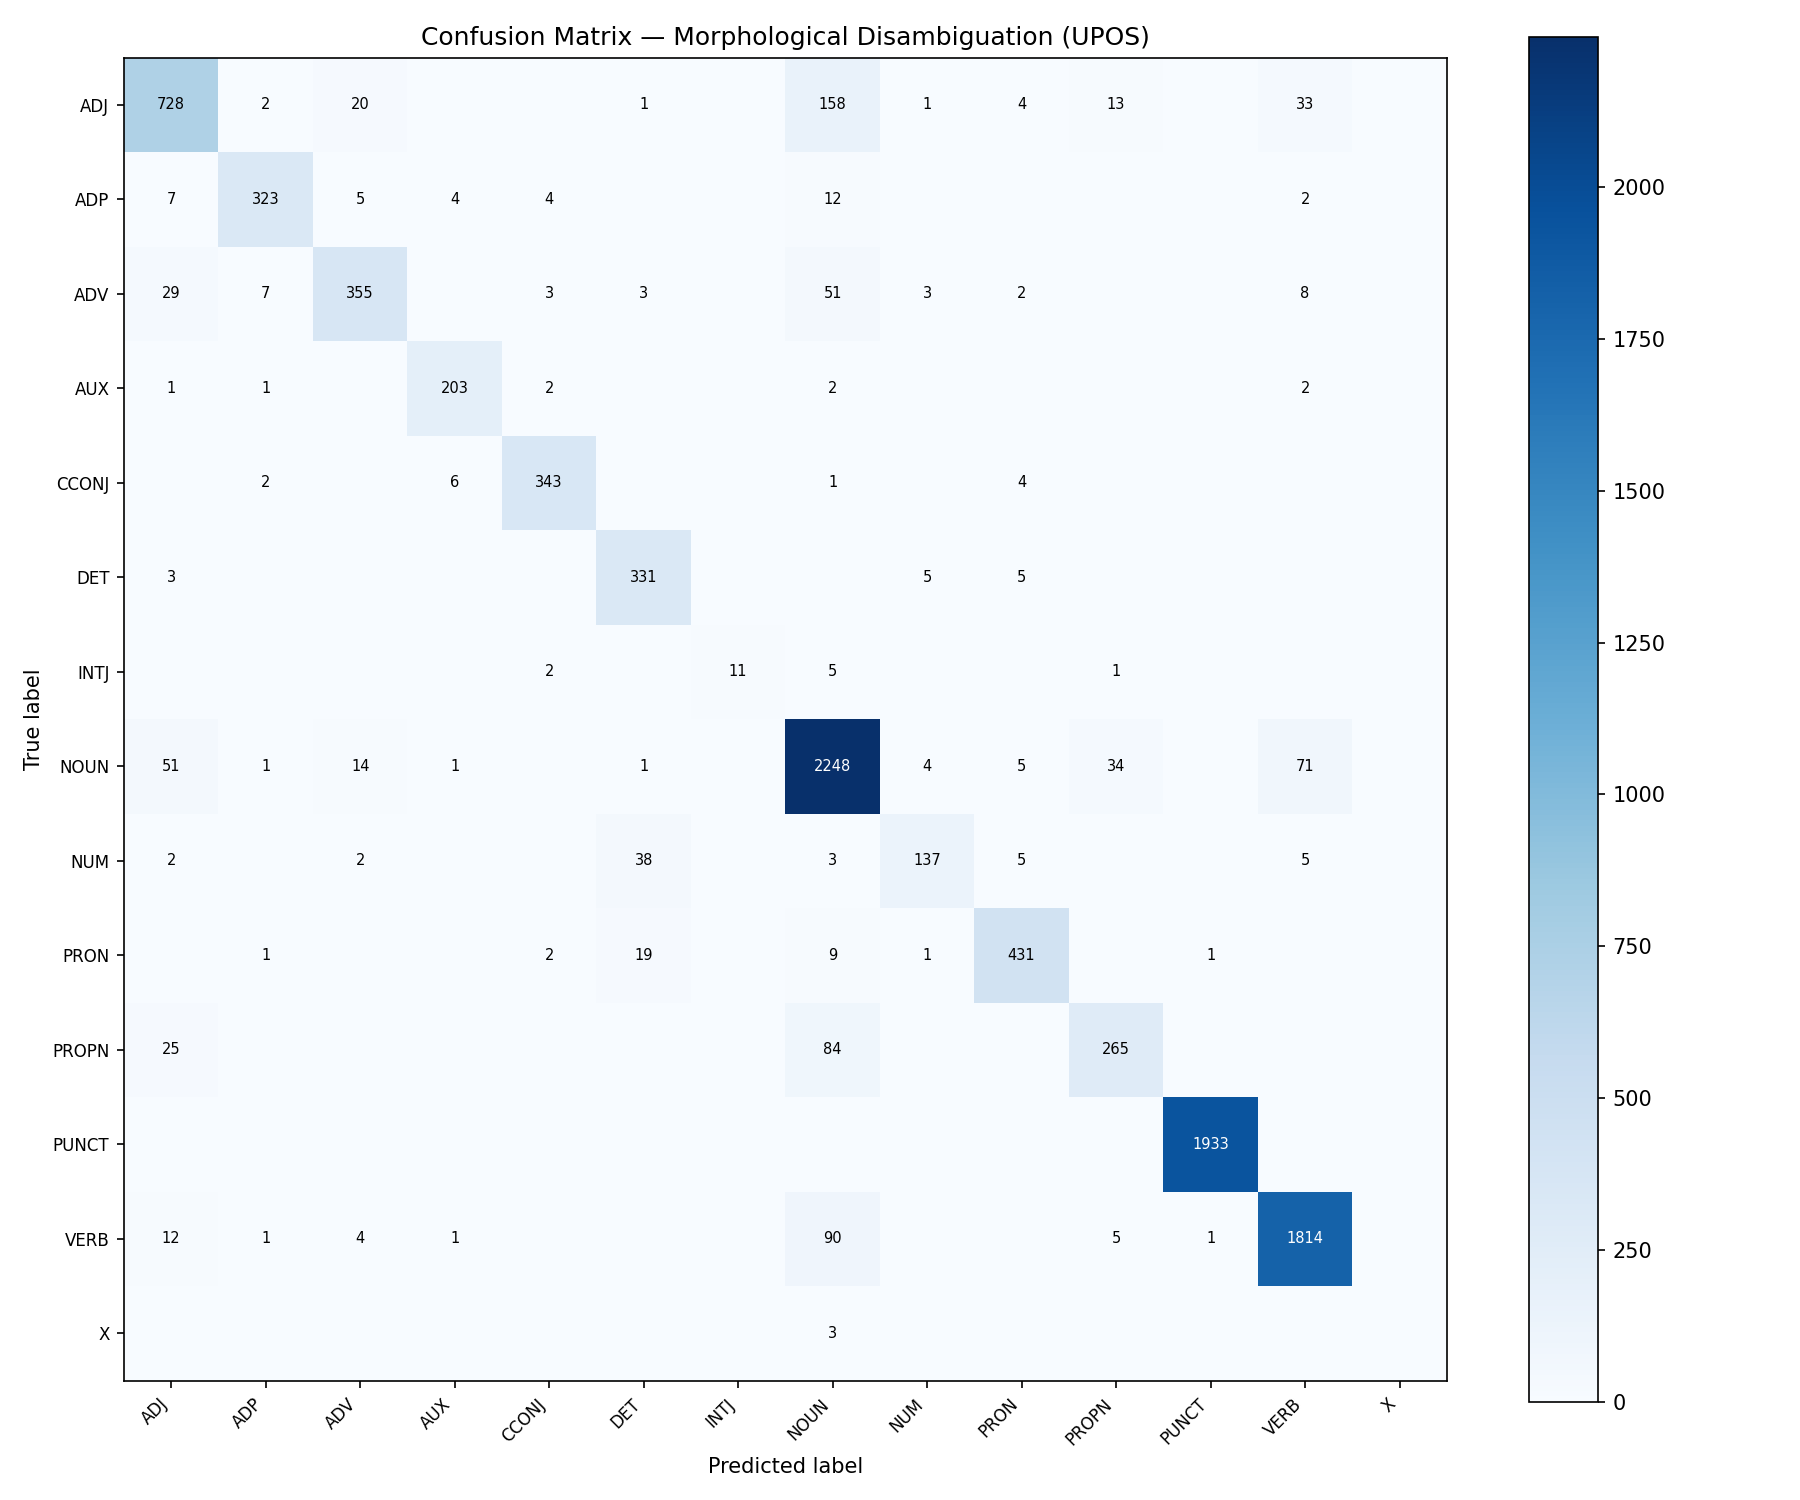 Confusion Matrix — Morphological Disambiguation (UPOS)
ADJ 728 2 20 1 158 1 4 13 33
ADP 7 323 5 4 4 12 2
ADV 29 7 355 3 3 51 3 2 8
AUX 1 1 203 2 2 2
CCONJ 2 6 343 1 4
DET 3 331 5 5
INTJ 2 11 5 1
NOUN 51 1 14 1 1 2248 4 5 34 71
NUM 2 2 38 3 137 5 5
PRON 1 2 19 9 1 431 1
PROPN 25 84 265
PUNCT 1933
VERB 12 1 4 1 90 5 1 1814
X 3
ADJ ADP ADV AUX CCONJ DET INTJ NOUN NUM PRON PROPN PUNCT VERB X
Predicted label
True label
2000
1750
1500
1250
1000
750
500
250
0